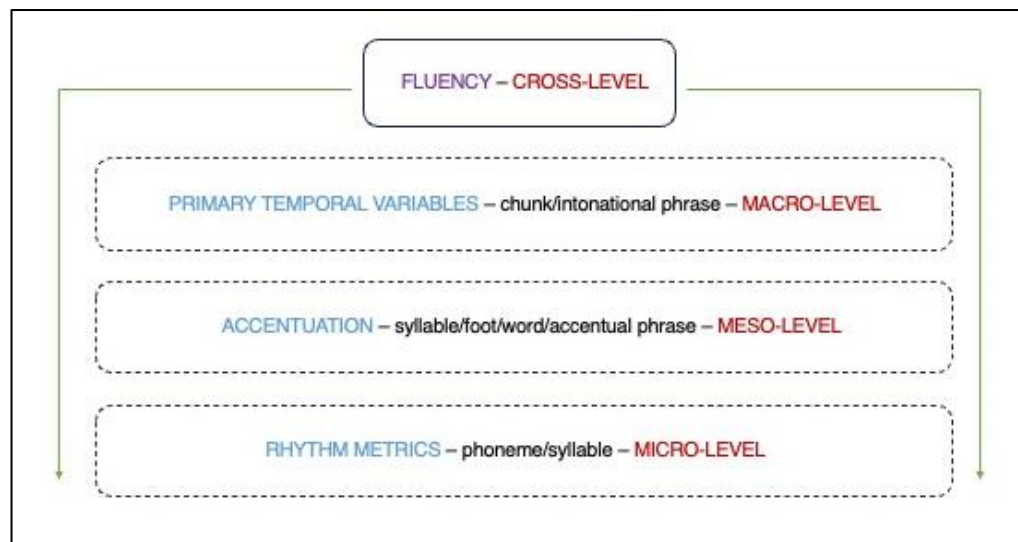 FLUENCY – CROSS-LEVEL
PRIMARY TEMPORAL VARIABLES – chunk/intonational phrase – MACRO-LEVEL
ACCENTUATION – syllable/foot/word/accentual phrase – MESO-LEVEL
RHYTHM METRICS – phoneme/syllable – MICRO-LEVEL